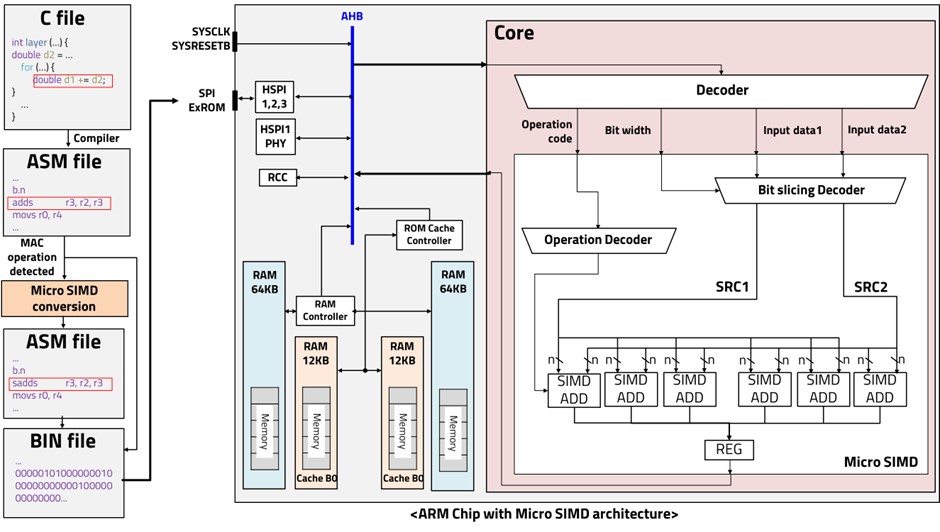 C file
int layer (...) {
double d2 = ...
for (...) {
double d1 += d2;
}
...
}
Compiler
ASM file
...
b.n
adds r3, r2, r3
movs r0, r4
...
MAC
operation
detected
Micro SIMD
conversion
ASM file
...
b.n
sadds r3, r2, r3
movs r0, r4
...
BIN file
...
00000101000000010
00000000000100000
00000000...
SYSCLK
SYSRESETB
SPI
ExROM
AHB
HSPI
1,2,3
HSPI1
PHY
RCC
ROM Cache
Controller
RAM
64KB
RAM
Controller
RAM
64KB
RAM
12KB
RAM
12KB
Memory
Memory
Memory
Memory
Cache B0
Cache B0
Core
Decoder
Operation
code
Bit width
Input data1
Input data2
Bit slicing Decoder
Operation Decoder
SRC1
SRC2
n n n n n n n n n n n n
SIMD
ADD
SIMD
ADD
SIMD
ADD
SIMD
ADD
SIMD
ADD
SIMD
ADD
REG
Micro SIMD
<ARM Chip with Micro SIMD architecture>